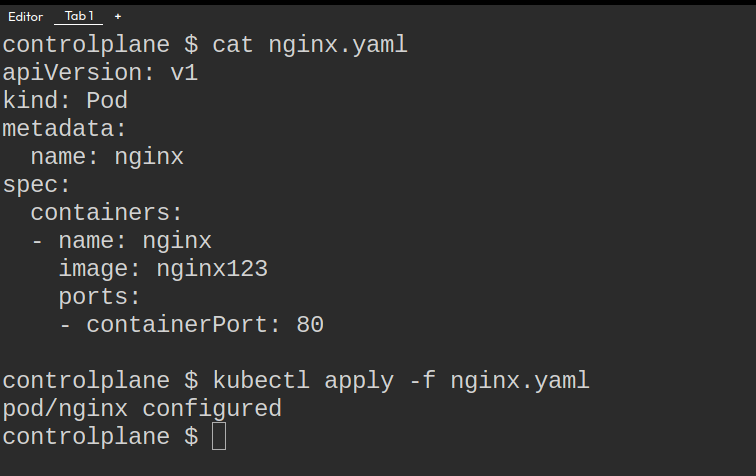 Editor Tab 1 +
controlplane $ cat nginx.yaml
apiVersion: v1
kind: Pod
metadata:
  name: nginx
spec:
  containers:
  - name: nginx
    image: nginx123
    ports:
    - containerPort: 80
controlplane $ kubectl apply -f nginx.yaml
pod/nginx configured
controlplane $